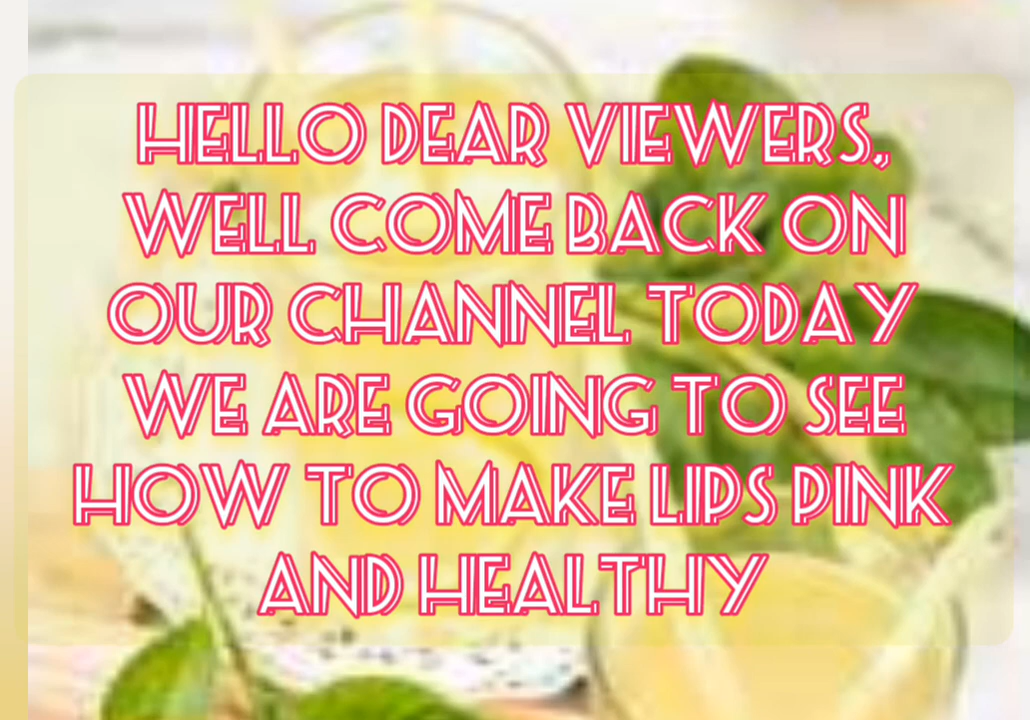 HELLO DEAR VIEWERS,
WELL COME BACK ON
OUR CHANNEL TODAY
WE ARE GOING TO SEE
HOW TO MAKE LIPS PINK
AND HEALTHY